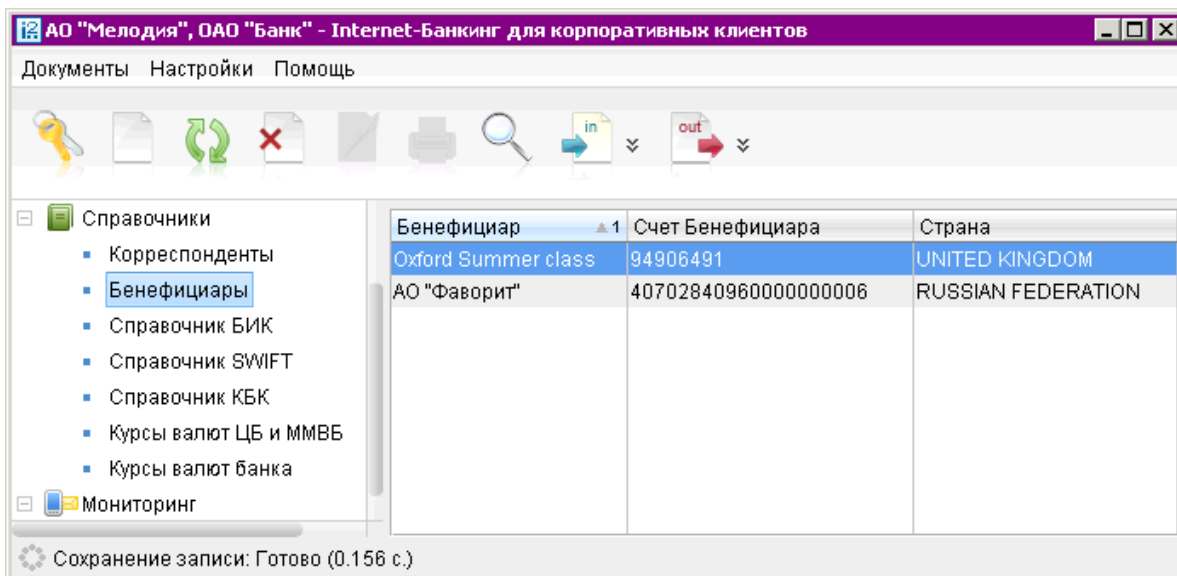 АО "Мелодия", ОАО "Банк" - Internet-Банкинг для корпоративных клиентов
Документы Настройки Помощь
in out
Справочники
Корреспонденты
Бенефициары
Справочник БИК
Справочник SWIFT
Справочник КБК
Курсы валют ЦБ и ММВБ
Курсы валют банка
Мониторинг
Бенефициар 1 Счет Бенефициара Страна
Oxford Summer class 94906491 UNITED KINGDOM
АО "Фаворит" 40702840960000000006 RUSSIAN FEDERATION
Сохранение записи: Готово (0.156 с.)